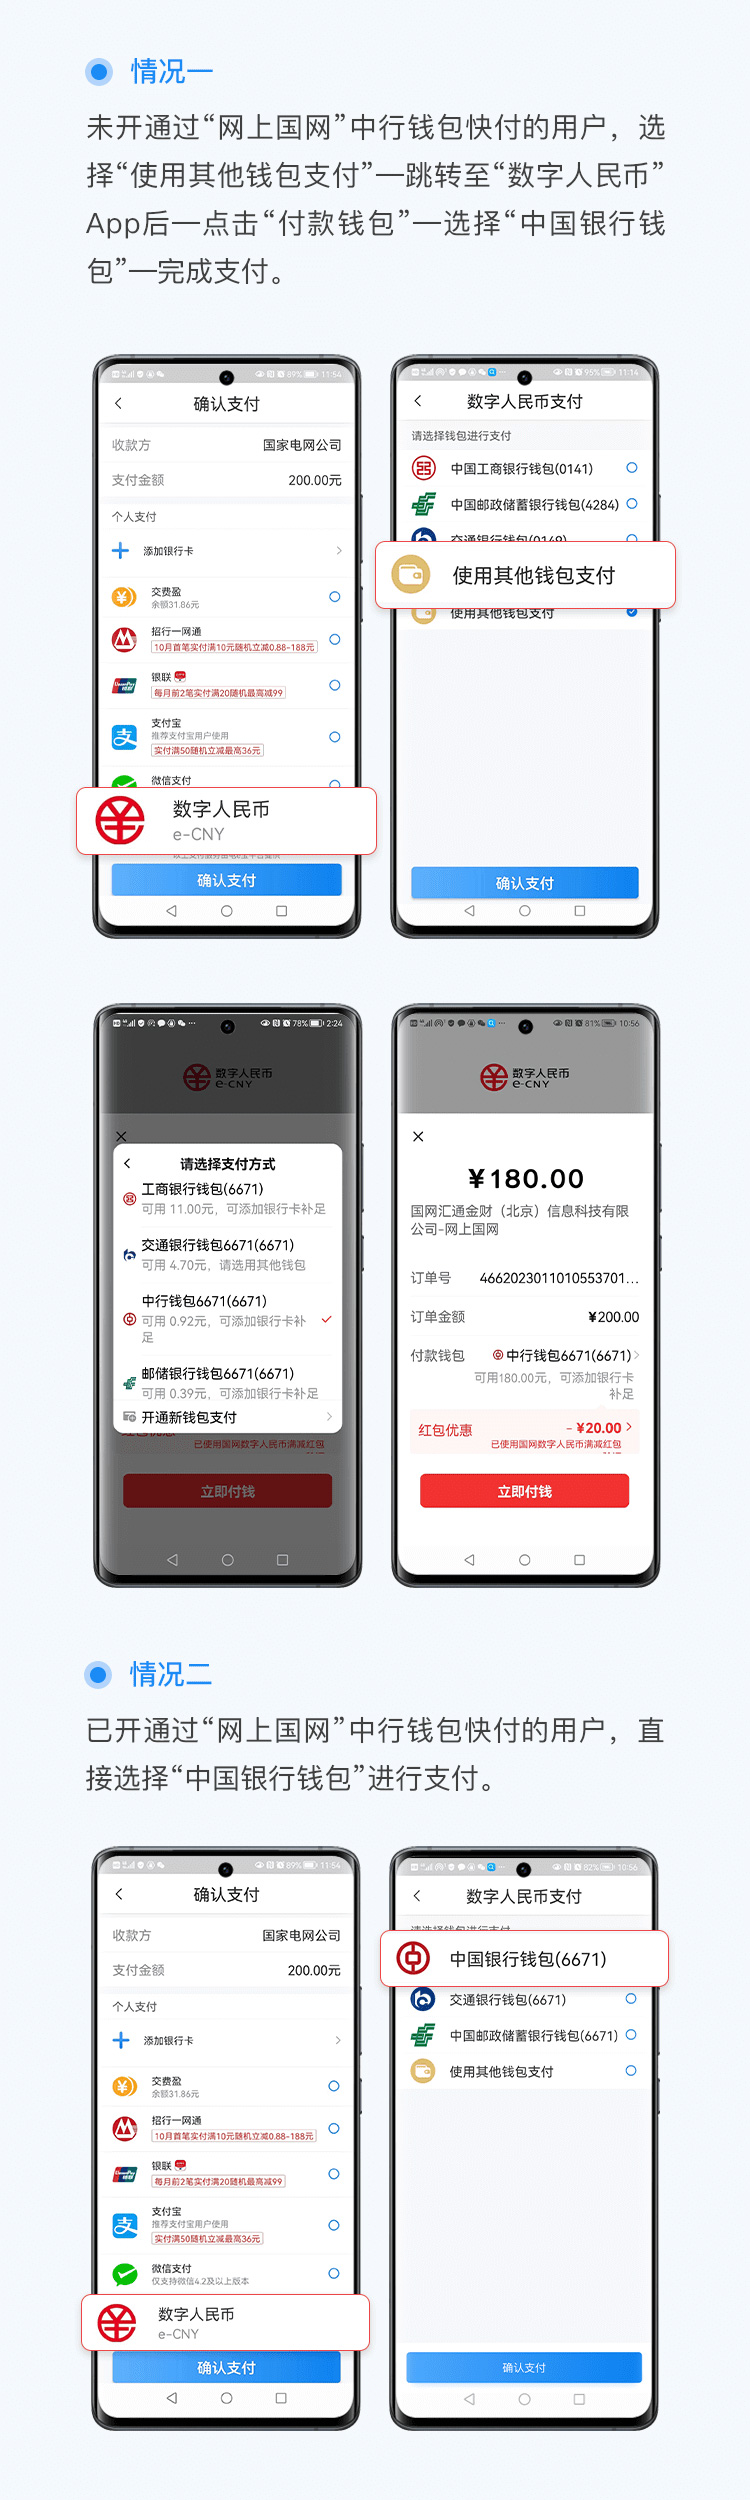 情况一
未开通过“网上国网”中行钱包快付的用户，选
择“使用其他钱包支付”—跳转至“数字人民币”
App后—点击“付款钱包”—选择“中国银行钱
包”—完成支付。
89% 11:54
确认支付
收款方 国家电网公司
支付金额 200.00元
个人支付
添加银行卡
交费盈
余额31.86元
招行一网通
10月首笔实付满10元随机立减0.88-188元
银联
每月前2笔实付满20随机最高减99
支付宝
推荐支付宝用户使用
实付满50随机立减最高36元
微信支付
数字人民币
e-CNY
确认支付
95% 11:14
数字人民币支付
请选择钱包进行支付
中国工商银行钱包(0141)
中国邮政储蓄银行钱包(4284)
交通银行钱包(0149)
使用其他钱包支付
使用其他钱包支付
确认支付
78% 2:24
数字人民币
e-CNY
请选择支付方式
工商银行钱包(6671)
可用 11.00元，可添加银行卡补足
交通银行钱包6671(6671)
可用 4.70元，请选用其他钱包
中行钱包6671(6671)
可用 0.92元，可添加银行卡补
足
邮储银行钱包6671(6671)
可用 0.39元，可添加银行卡补足
开通新钱包支付
红包优惠
已使用国网数字人民币满减红包
立即付钱
81% 10:56
数字人民币
e-CNY
¥180.00
国网汇通金财（北京）信息科技有限
公司-网上国网
订单号 4662023011010553701...
订单金额 ¥200.00
付款钱包 中行钱包6671(6671)
可用180.00元，可添加银行卡
补足
红包优惠 - ¥20.00
已使用国网数字人民币满减红包
立即付钱
情况二
已开通过“网上国网”中行钱包快付的用户，直
接选择“中国银行钱包”进行支付。
89% 11:54
确认支付
收款方 国家电网公司
支付金额 200.00元
个人支付
添加银行卡
交费盈
余额31.86元
招行一网通
10月首笔实付满10元随机立减0.88-188元
银联
每月前2笔实付满20随机最高减99
支付宝
推荐支付宝用户使用
实付满50随机立减最高36元
微信支付
仅支持微信4.2及以上版本
数字人民币
e-CNY
确认支付
82% 10:56
数字人民币支付
请选择钱包进行支付
中国银行钱包(6671)
交通银行钱包(6671)
中国邮政储蓄银行钱包(6671)
使用其他钱包支付
确认支付